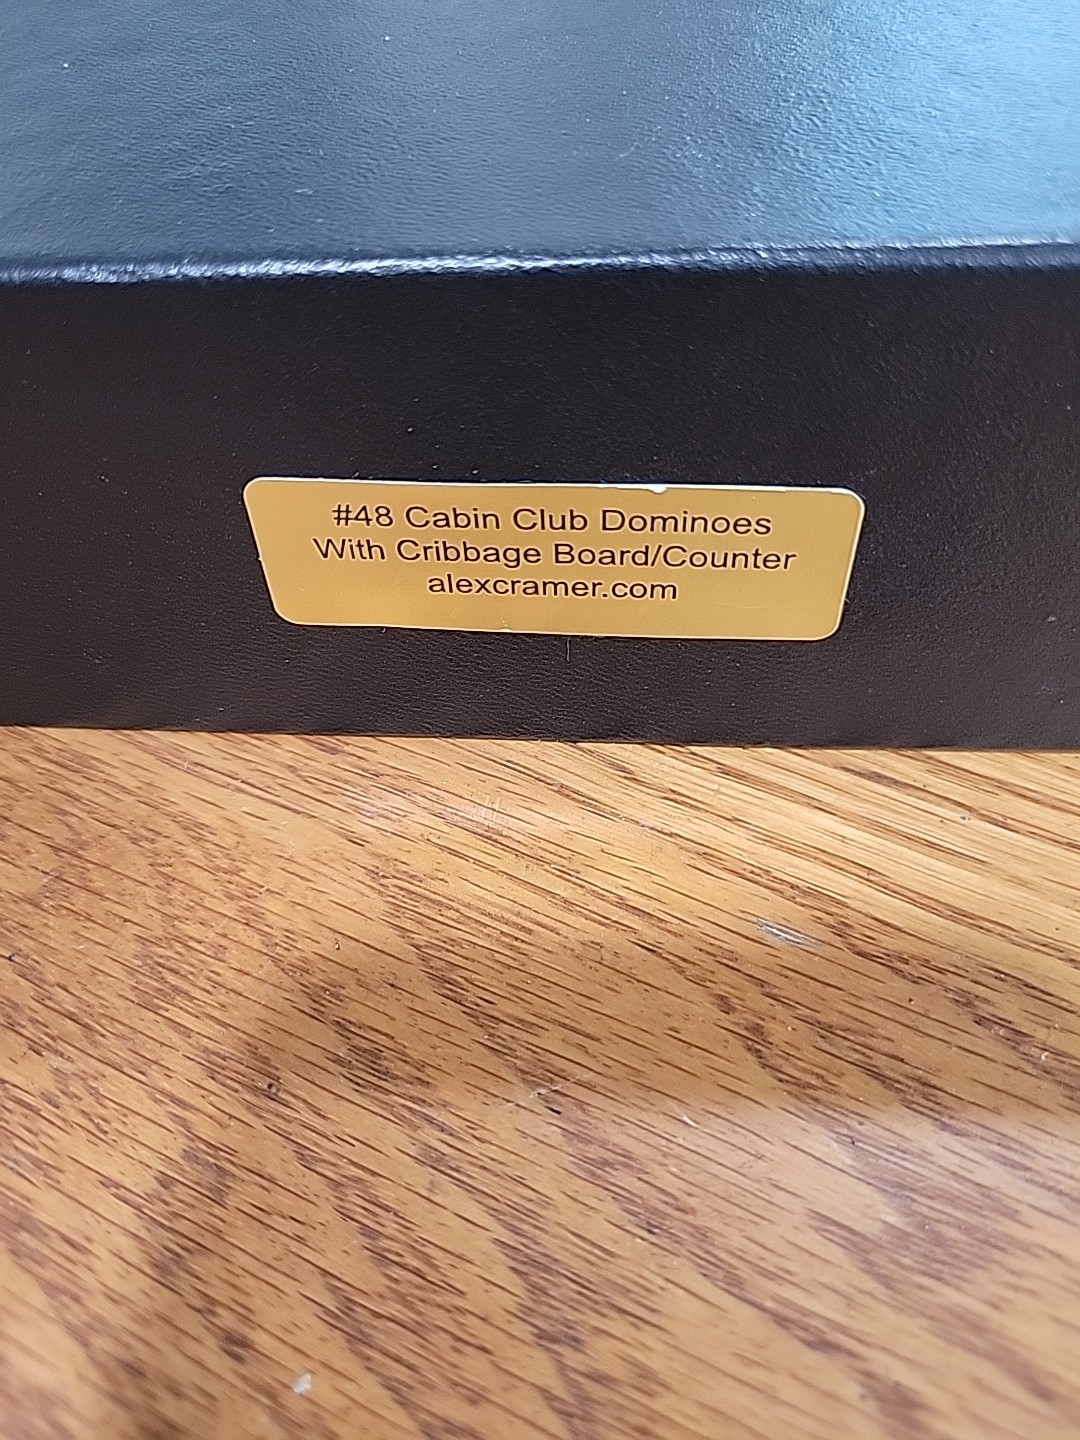 #48 Cabin Club Dominoes
With Cribbage Board/Counter
alexcramer.com